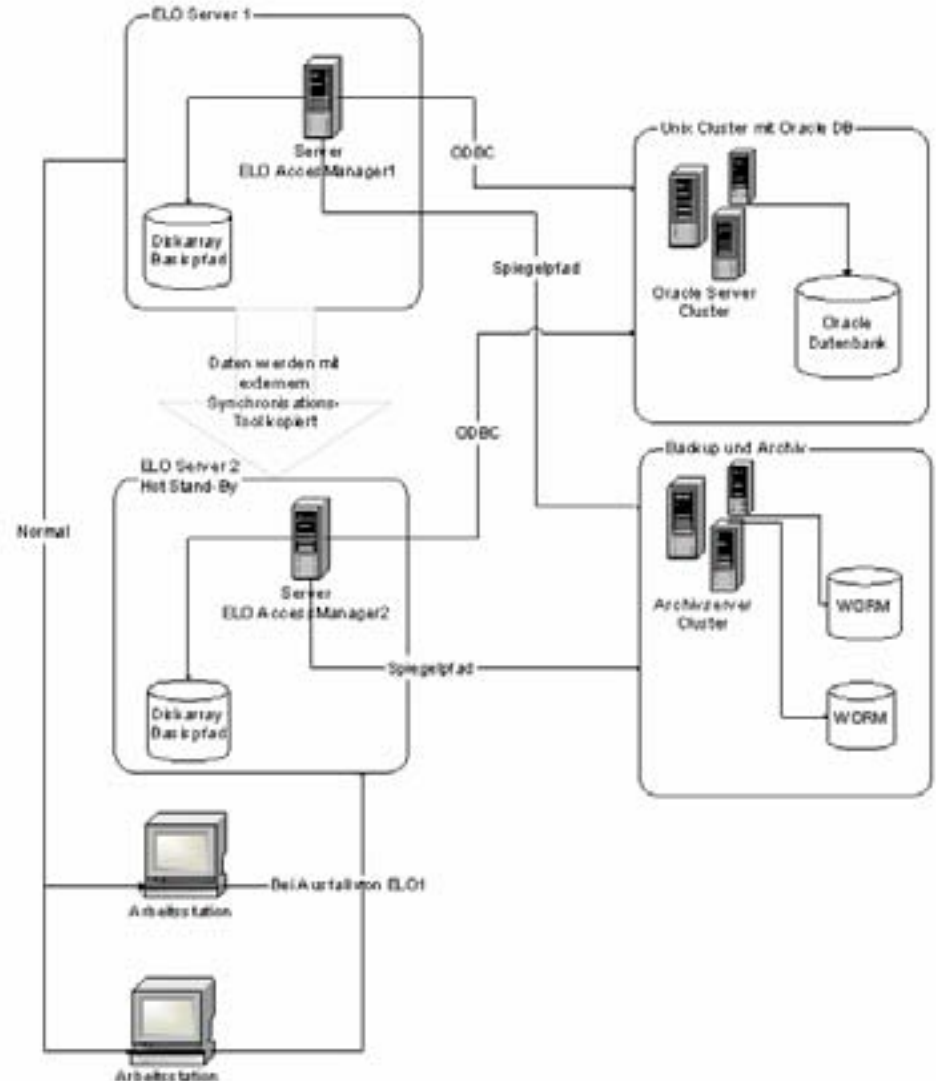 ELO Server 1
Server
ELO AccesManager1
Diskarray
Basispfad
ODBC
Unix Cluster mit Oracle DB
Oracle Server
Cluster
Oracle
Datenbank
Spiegelpfad
Daten werden mit
externem
Synchronisations-
Tool kopiert
ODBC
ELO Server 2
Hot Stand-By
Server
ELO AccessManager2
Diskarray
Basispfad
Backup und Archiv
Archivserver
Cluster
WORM
WORM
Spiegelpfad
Normal
Bei Ausfall von ELO1
Arbeitsstation
Arbeitsstation